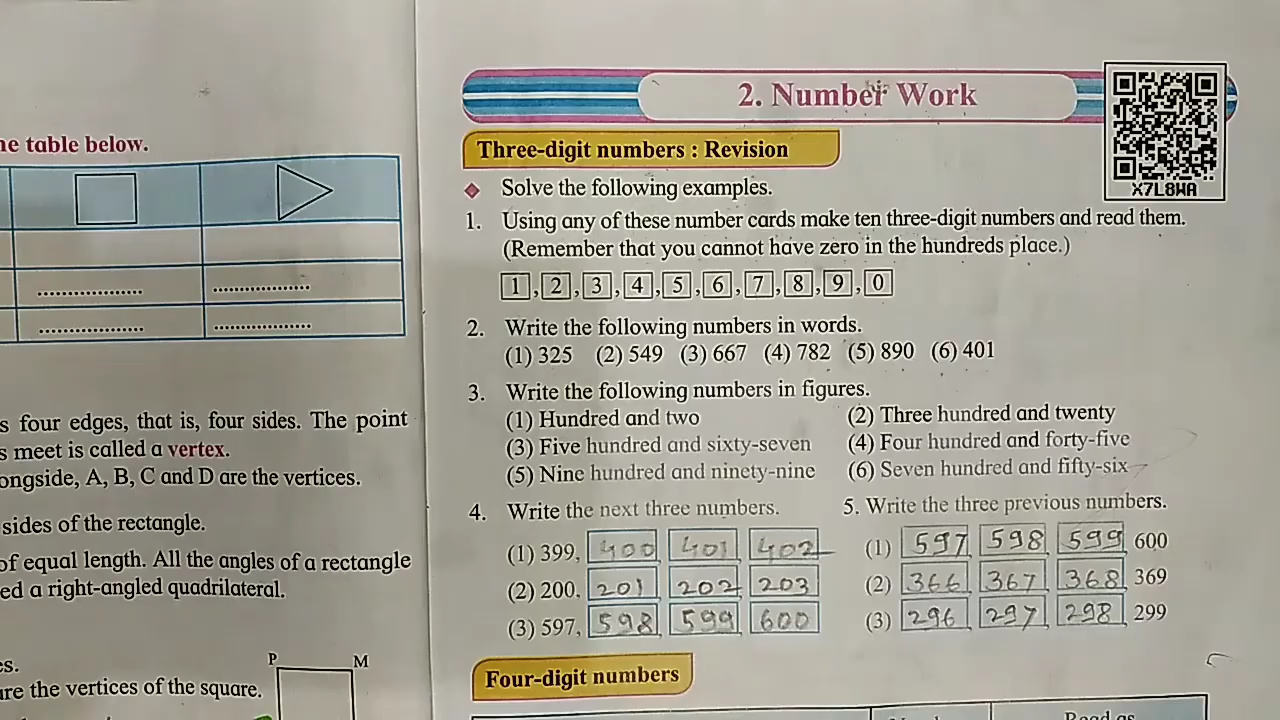 he table below.
s four edges, that is, four sides. The point
s meet is called a vertex.
ongside, A, B, C and D are the vertices.
sides of the rectangle.
of equal length. All the angles of a rectangle
ed a right-angled quadrilateral.
es.
are the vertices of the square.
P M
2. Number Work
X7L8WA
Three-digit numbers : Revision
Solve the following examples.
1. Using any of these number cards make ten three-digit numbers and read them.
(Remember that you cannot have zero in the hundreds place.)
1, 2, 3, 4, 5, 6, 7, 8, 9, 0
2. Write the following numbers in words.
(1) 325 (2) 549 (3) 667 (4) 782 (5) 890 (6) 401
3. Write the following numbers in figures.
(1) Hundred and two (2) Three hundred and twenty
(3) Five hundred and sixty-seven (4) Four hundred and forty-five
(5) Nine hundred and ninety-nine (6) Seven hundred and fifty-six
4. Write the next three numbers. 5. Write the three previous numbers.
(1) 399, 400 401 402 (1) 597 598 599 600
(2) 200, 201 202 203 (2) 366 367 368 369
(3) 597, 598 599 600 (3) 296 297 298 299
Four-digit numbers
Read as